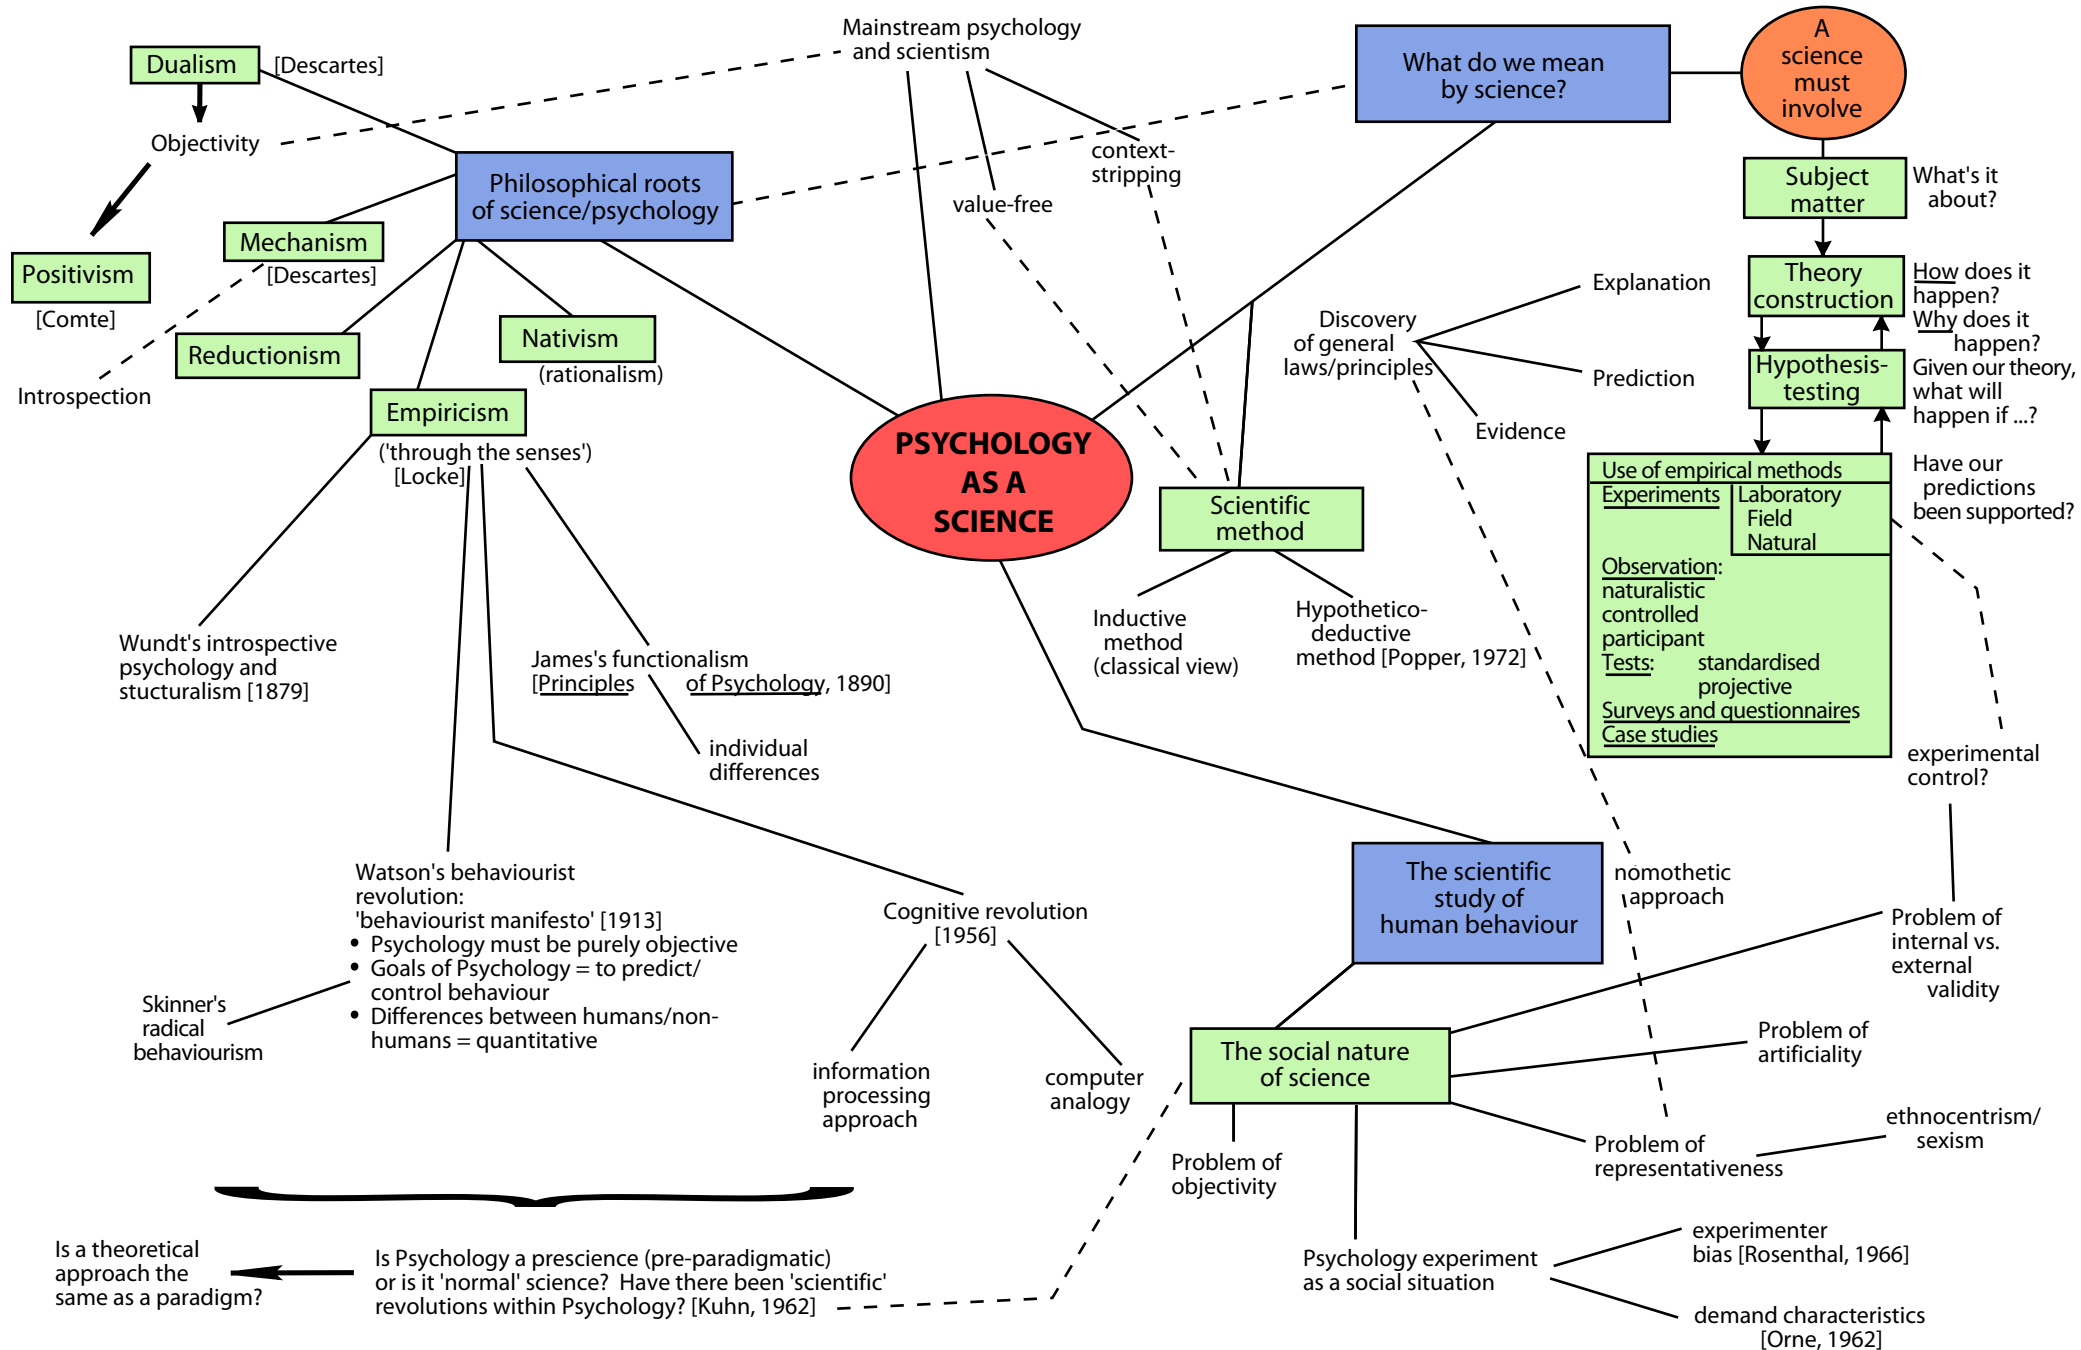 Mainstream psychology
and scientism
Dualism
[Descartes]
Objectivity
Positivism
[Comte]
Mechanism
[Descartes]
Introspection
Reductionism
Philosophical roots
of science/psychology
Nativism
(rationalism)
Empiricism
('through the senses')
[Locke]
value-free
context-
stripping
What do we mean
by science?
A
science
must
involve
Subject
matter
What's it
about?
Theory
construction
How does it
happen?
Why does it
happen?
Hypothesis-
testing
Given our theory,
what will
happen if ...?
Use of empirical methods
Experiments
Laboratory
Field
Natural
Observation:
naturalistic
controlled
participant
Tests: standardised
projective
Surveys and questionnaires
Case studies
Have our
predictions
been supported?
Discovery
of general
laws/principles
Explanation
Prediction
Evidence
PSYCHOLOGY
AS A
SCIENCE
Scientific
method
Inductive
method
(classical view)
Hypothetico-
deductive
method [Popper, 1972]
Wundt's introspective
psychology and
stucturalism [1879]
James's functionalism
[Principles of Psychology, 1890]
individual
differences
experimental
control?
Watson's behaviourist
revolution:
'behaviourist manifesto' [1913]
• Psychology must be purely objective
• Goals of Psychology = to predict/
control behaviour
• Differences between humans/non-
humans = quantitative
Skinner's
radical
behaviourism
Cognitive revolution
[1956]
information
processing
approach
computer
analogy
The scientific
study of
human behaviour
nomothetic
approach
Problem of
internal vs.
external
validity
The social nature
of science
Problem of
artificiality
Problem of
representativeness
ethnocentrism/
sexism
Problem of
objectivity
Psychology experiment
as a social situation
experimenter
bias [Rosenthal, 1966]
demand characteristics
[Orne, 1962]
Is a theoretical
approach the
same as a paradigm?
Is Psychology a prescience (pre-paradigmatic)
or is it 'normal' science? Have there been 'scientific'
revolutions within Psychology? [Kuhn, 1962]